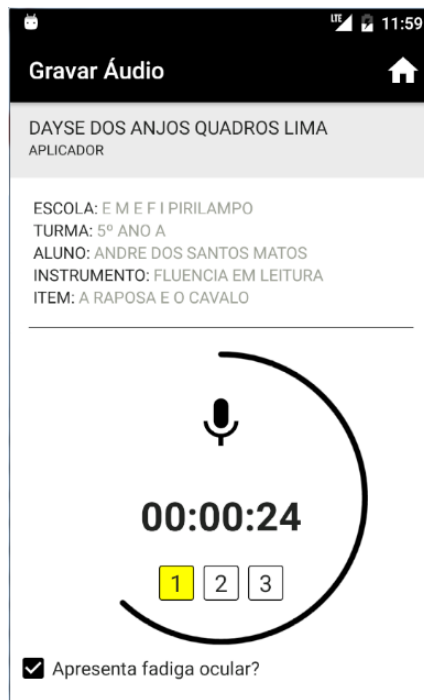 LTE 11:59
Gravar Áudio
DAYSE DOS ANJOS QUADROS LIMA
APLICADOR
ESCOLA: E M E F I PIRILAMPO
TURMA: 5º ANO A
ALUNO: ANDRE DOS SANTOS MATOS
INSTRUMENTO: FLUENCIA EM LEITURA
ITEM: A RAPOSA E O CAVALO
00:00:24
1 2 3
Apresenta fadiga ocular?